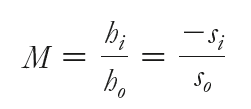 M = h_i / h_o = -s_i / s_o